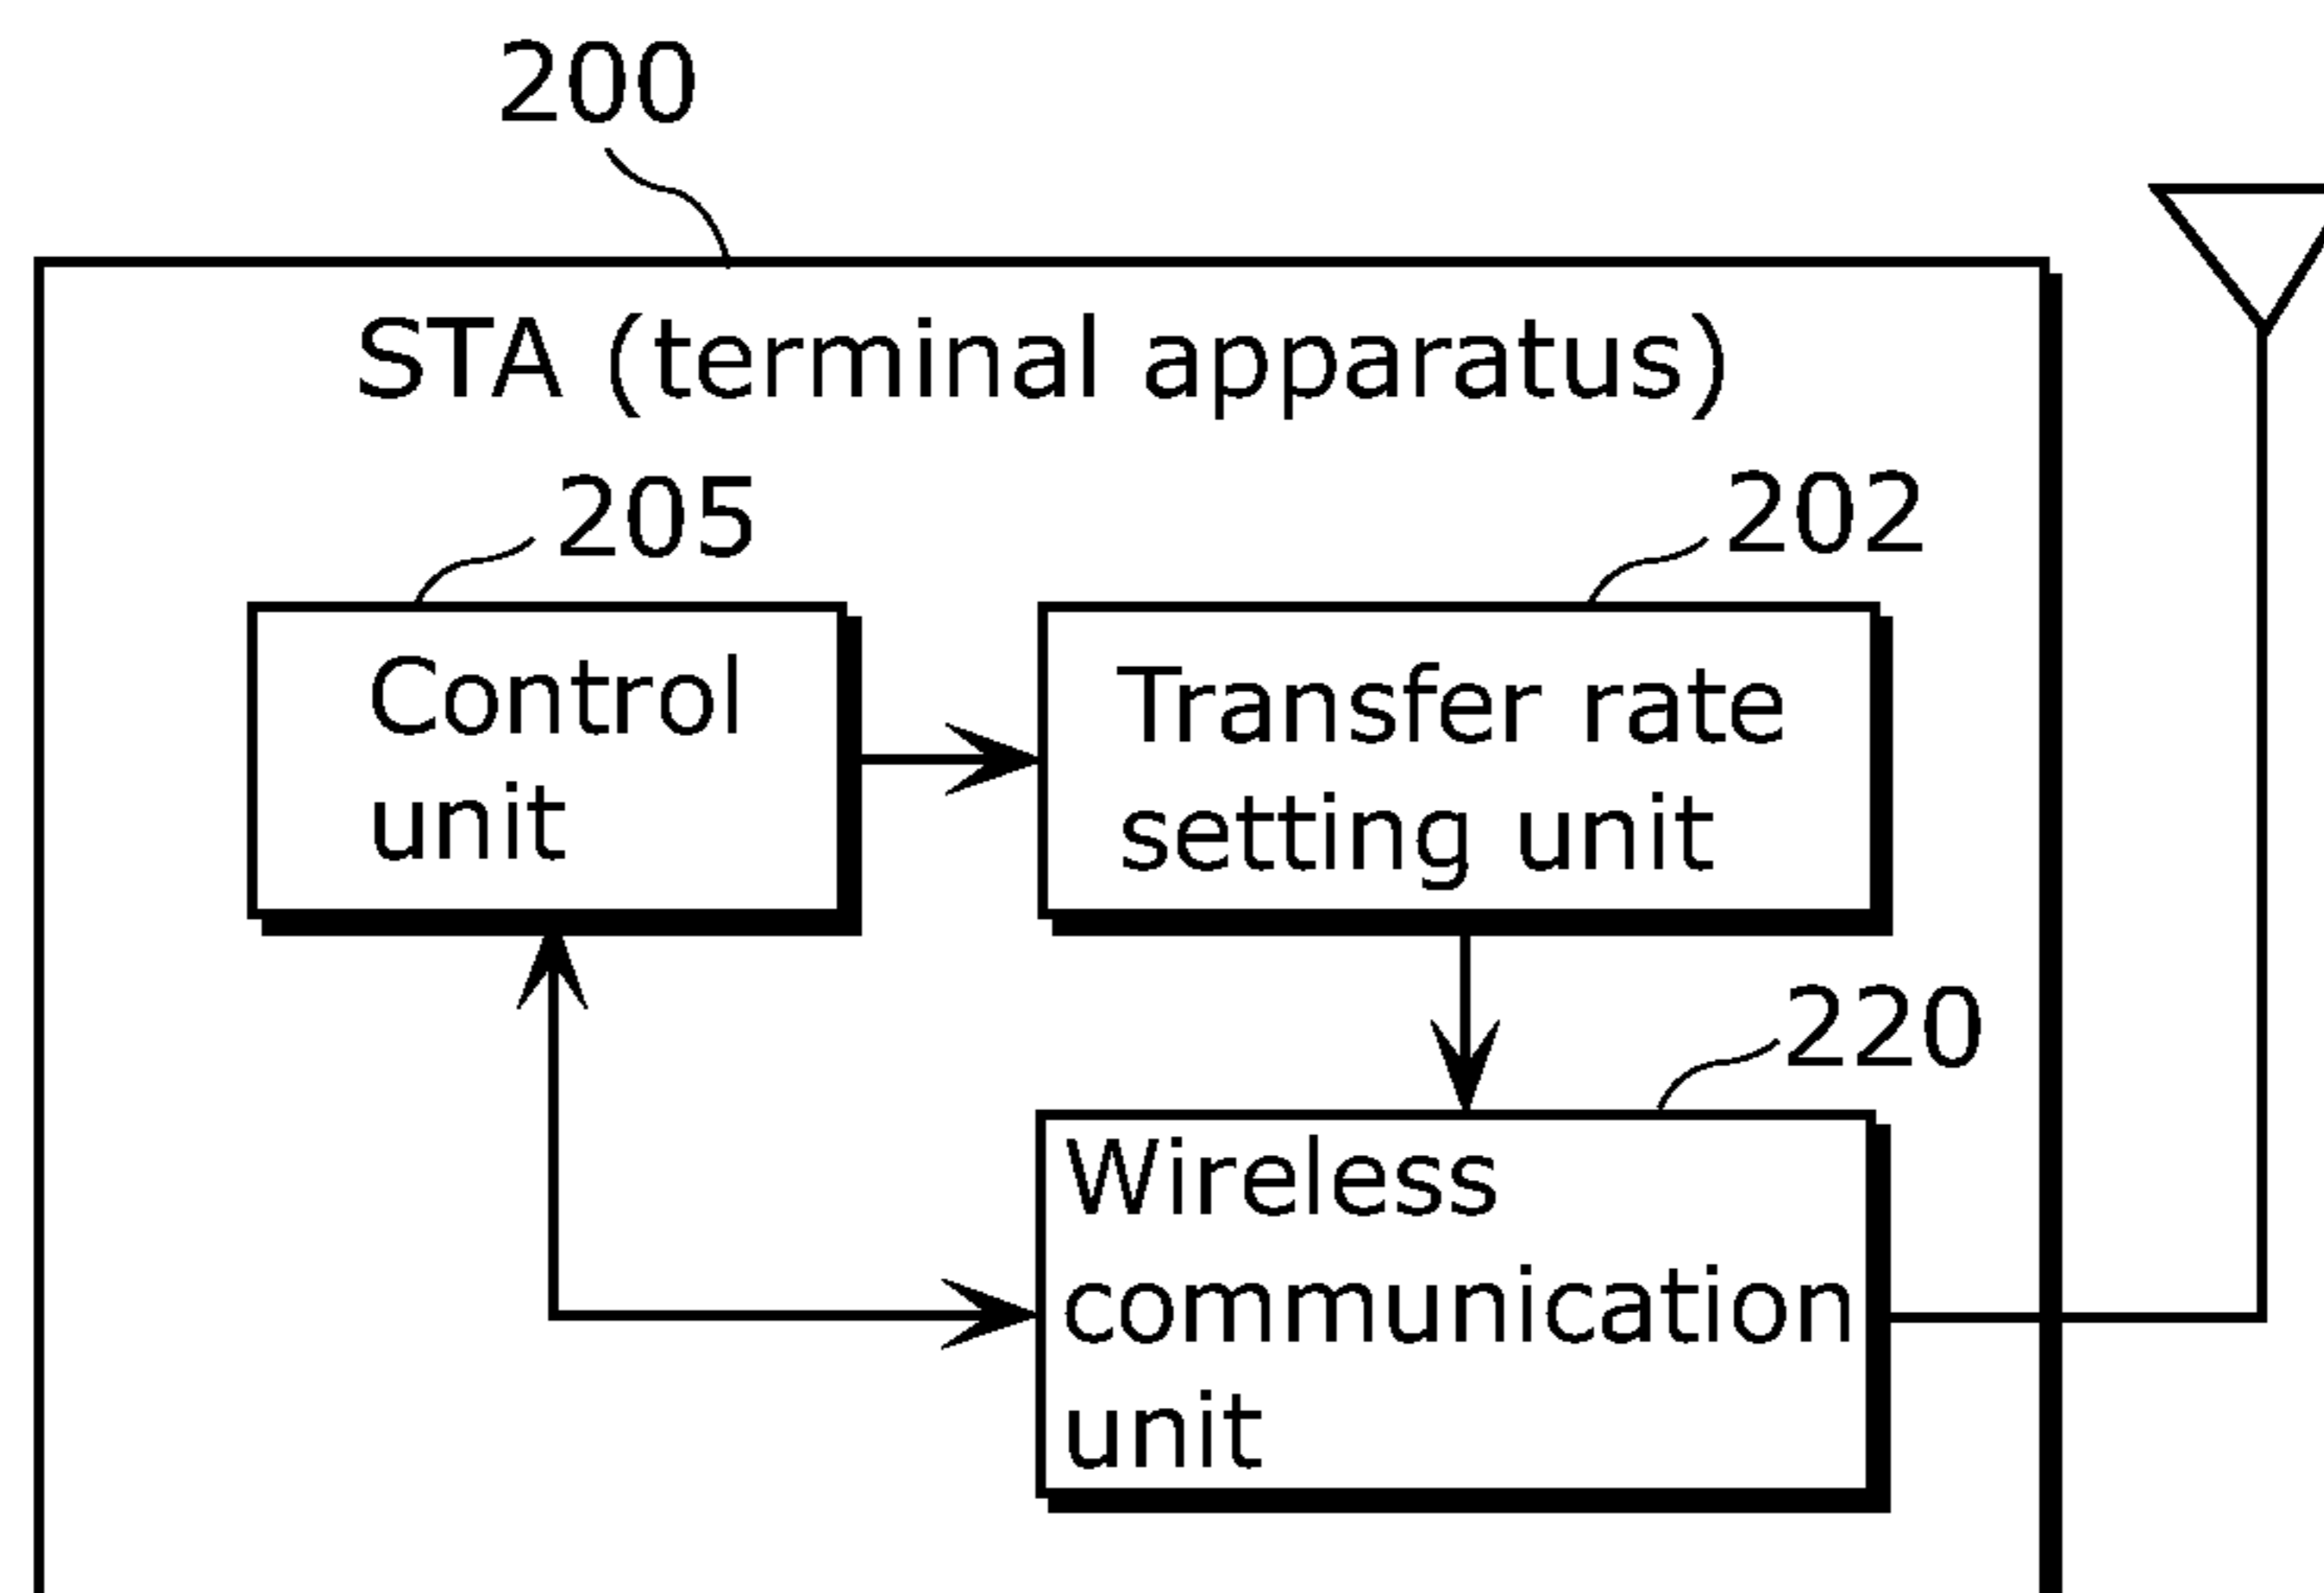 200
STA (terminal apparatus)
205
202
Control
unit
Transfer rate
setting unit
220
Wireless
communication
unit